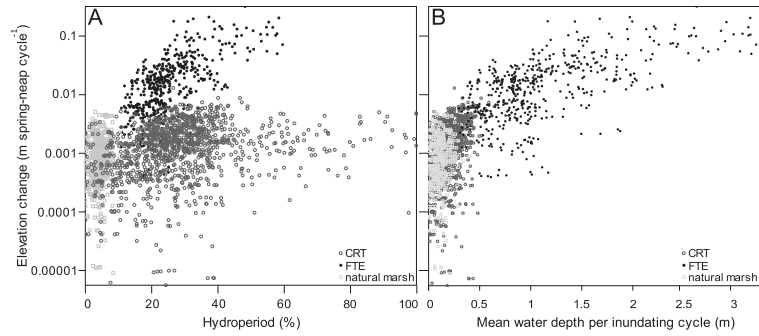 A
B
Elevation change (m spring-neap cycle⁻¹)
0.1
0.01
0.001
0.0001
0.00001
CRT
FTE
natural marsh
CRT
FTE
natural marsh
0 20 40 60 80 100
0 0.5 1 1.5 2 2.5 3
Hydroperiod (%)
Mean water depth per inundating cycle (m)